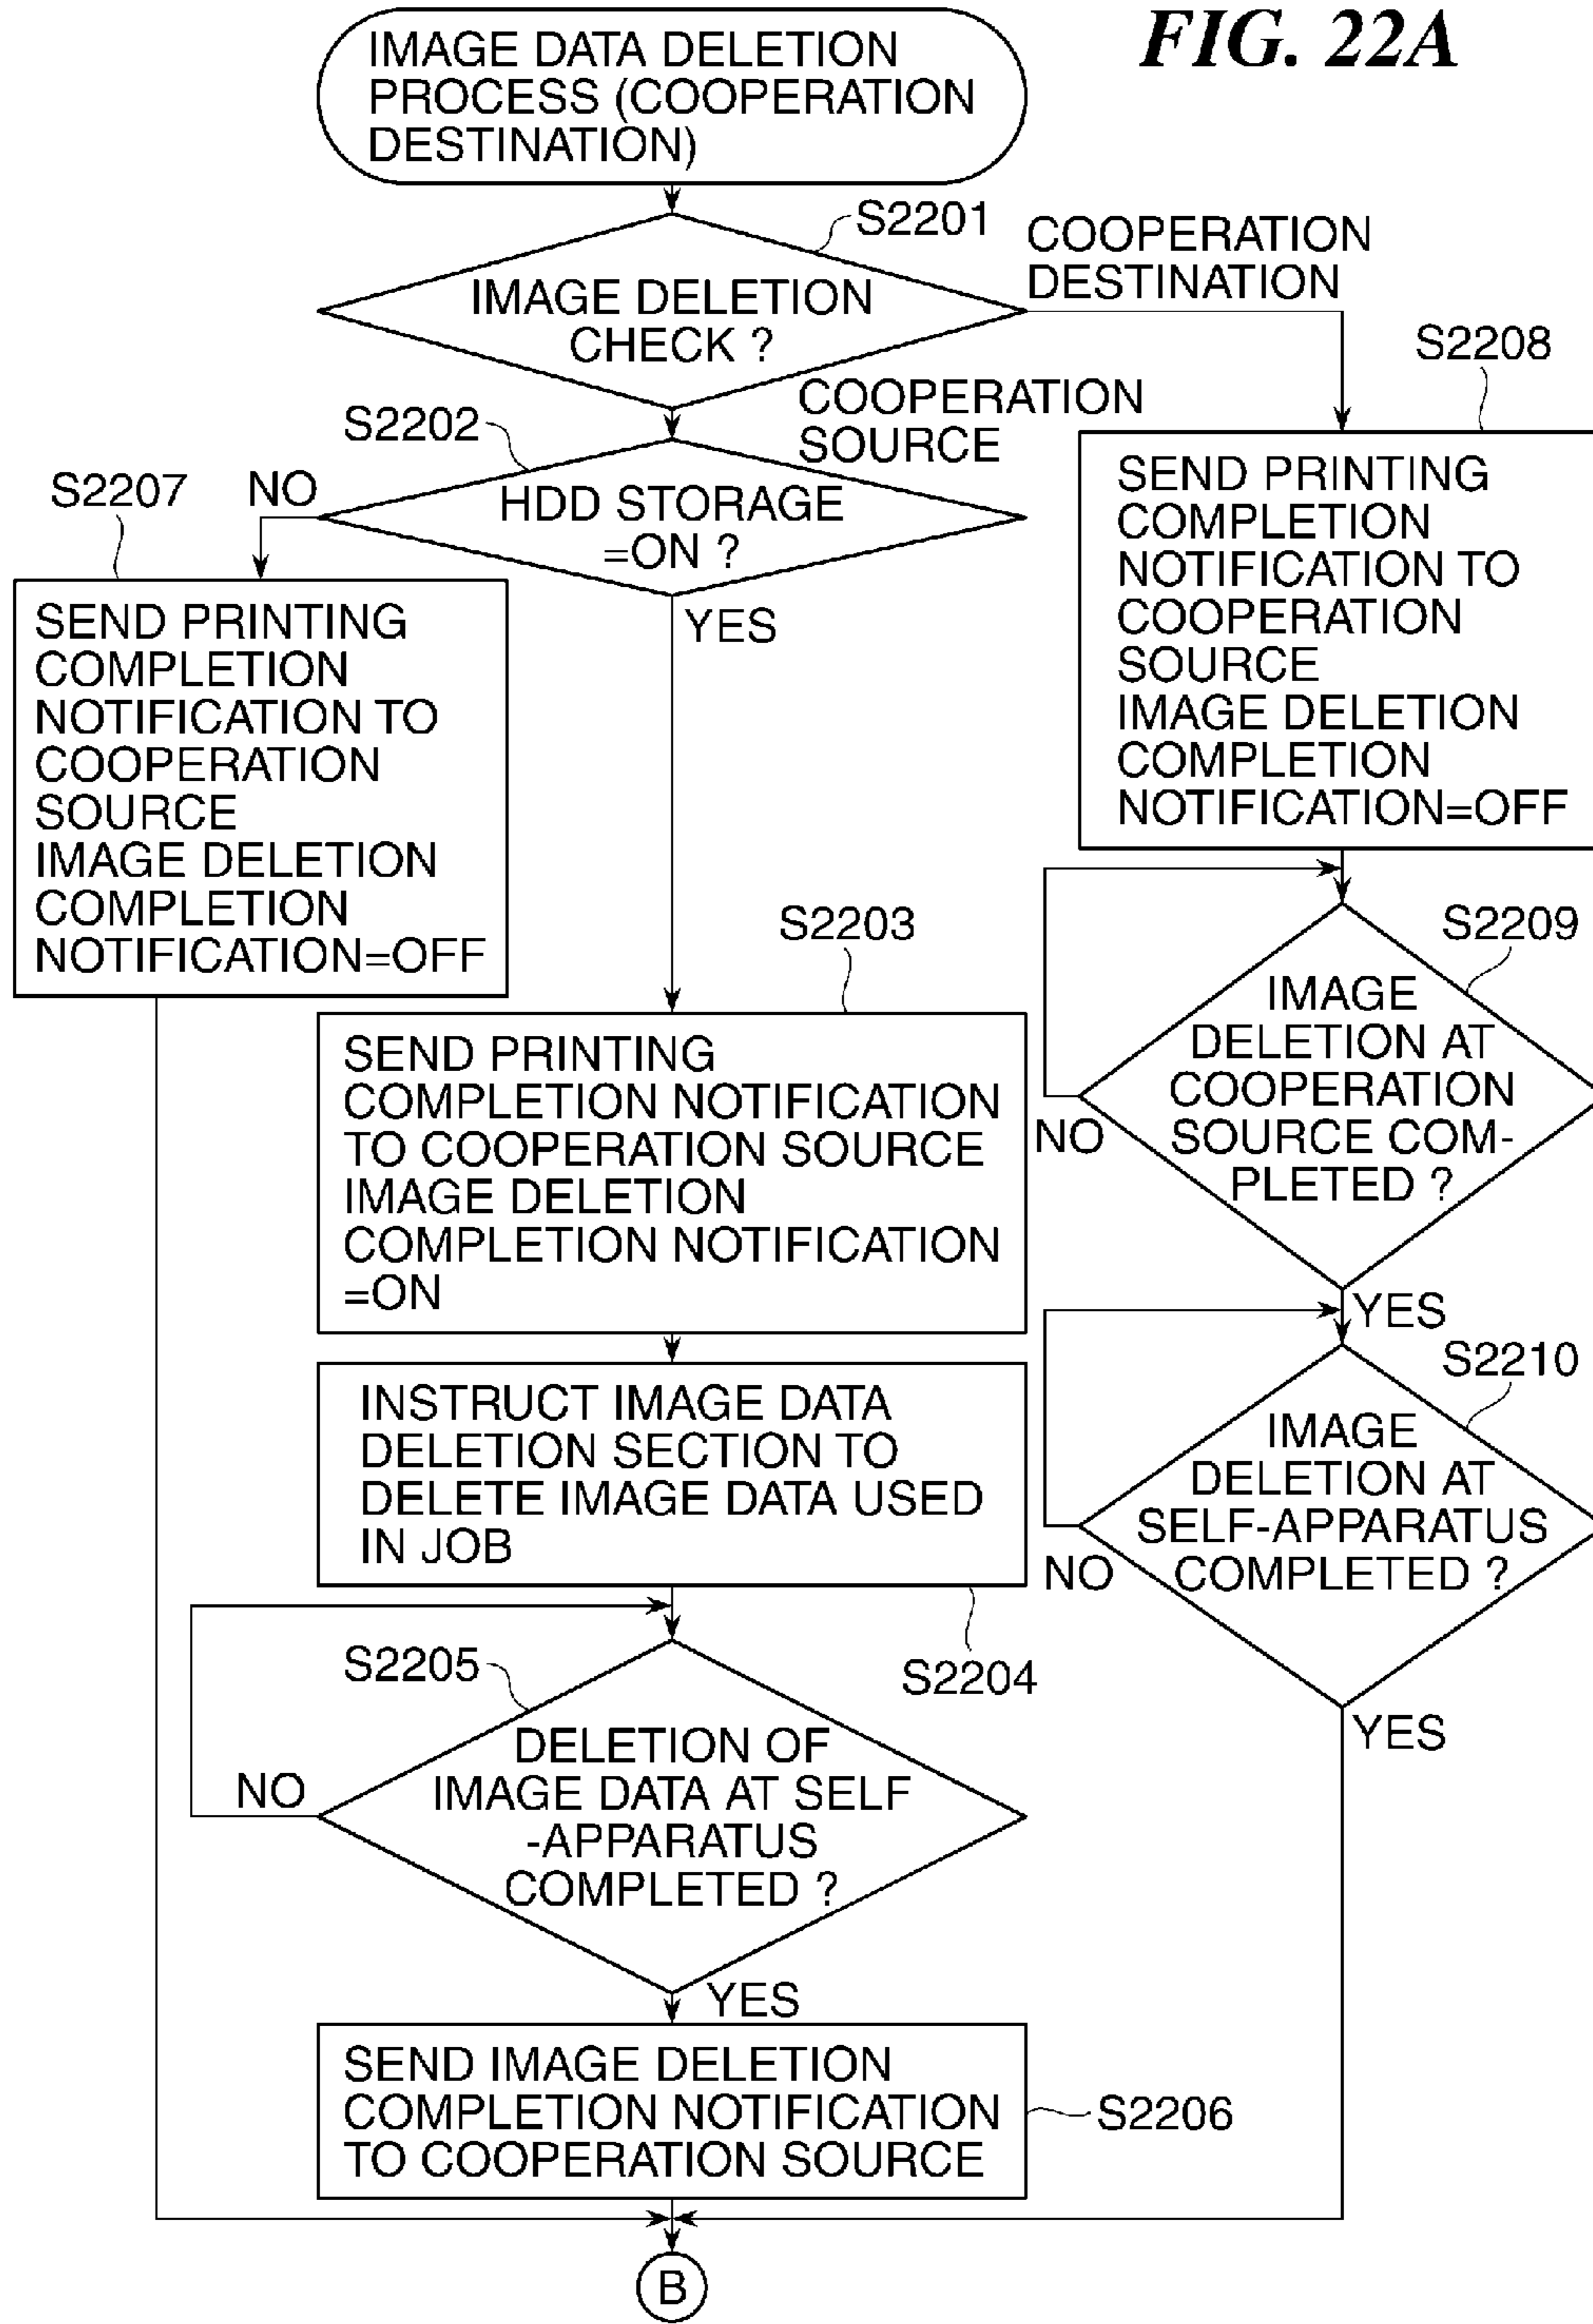 FIG. 22A
IMAGE DATA DELETION
PROCESS (COOPERATION
DESTINATION)
S2201
IMAGE DELETION
CHECK ?
COOPERATION
DESTINATION
COOPERATION
SOURCE
S2202
HDD STORAGE
=ON ?
NO
YES
S2207
SEND PRINTING
COMPLETION
NOTIFICATION TO
COOPERATION
SOURCE
IMAGE DELETION
COMPLETION
NOTIFICATION=OFF
S2203
SEND PRINTING
COMPLETION NOTIFICATION
TO COOPERATION SOURCE
IMAGE DELETION
COMPLETION NOTIFICATION
=ON
INSTRUCT IMAGE DATA
DELETION SECTION TO
DELETE IMAGE DATA USED
IN JOB
S2204
S2205
DELETION OF
IMAGE DATA AT SELF
-APPARATUS
COMPLETED ?
NO
YES
SEND IMAGE DELETION
COMPLETION NOTIFICATION
TO COOPERATION SOURCE
S2206
S2208
SEND PRINTING
COMPLETION
NOTIFICATION TO
COOPERATION
SOURCE
IMAGE DELETION
COMPLETION
NOTIFICATION=OFF
S2209
IMAGE
DELETION AT
COOPERATION
SOURCE COM-
PLETED ?
NO
YES
S2210
IMAGE
DELETION AT
SELF-APPARATUS
COMPLETED ?
NO
YES
B